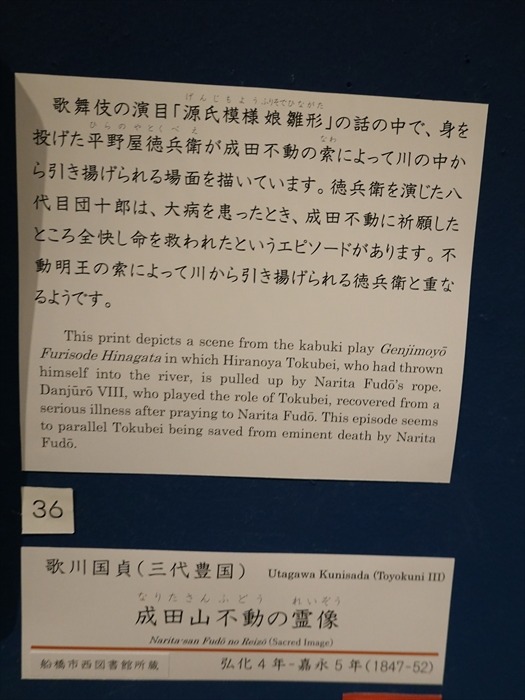 げんじもようふりそでひながた
歌舞伎の演目「源氏模様娘雛形」の話の中で、身を
ひらのやとくべえ なわ
投げた平野屋徳兵衛が成田不動の索によって川の中か
ら引き揚げられる場面を描いています。徳兵衛を演じた八
代目団十郎は、大病を患ったとき、成田不動に祈願した
ところ全快し命を救われたというエピソードがあります。不
動明王の索によって川から引き揚げられる徳兵衛と重な
るようです。
This print depicts a scene from the kabuki play Genjimoyō
Furisode Hinagata in which Hiranoya Tokubei, who had thrown
himself into the river, is pulled up by Narita Fudō's rope.
Danjūrō VIII, who played the role of Tokubei, recovered from a
serious illness after praying to Narita Fudō. This episode seems
to parallel Tokubei being saved from eminent death by Narita
Fudō.
36
歌川国貞（三代豊国） Utagawa Kunisada (Toyokuni III)
なりたさんふどう れいぞう
成田山不動の霊像
Narita-san Fudō no Reizō (Sacred Image)
船橋市西図書館所蔵 弘化4年-嘉永5年(1847-52)